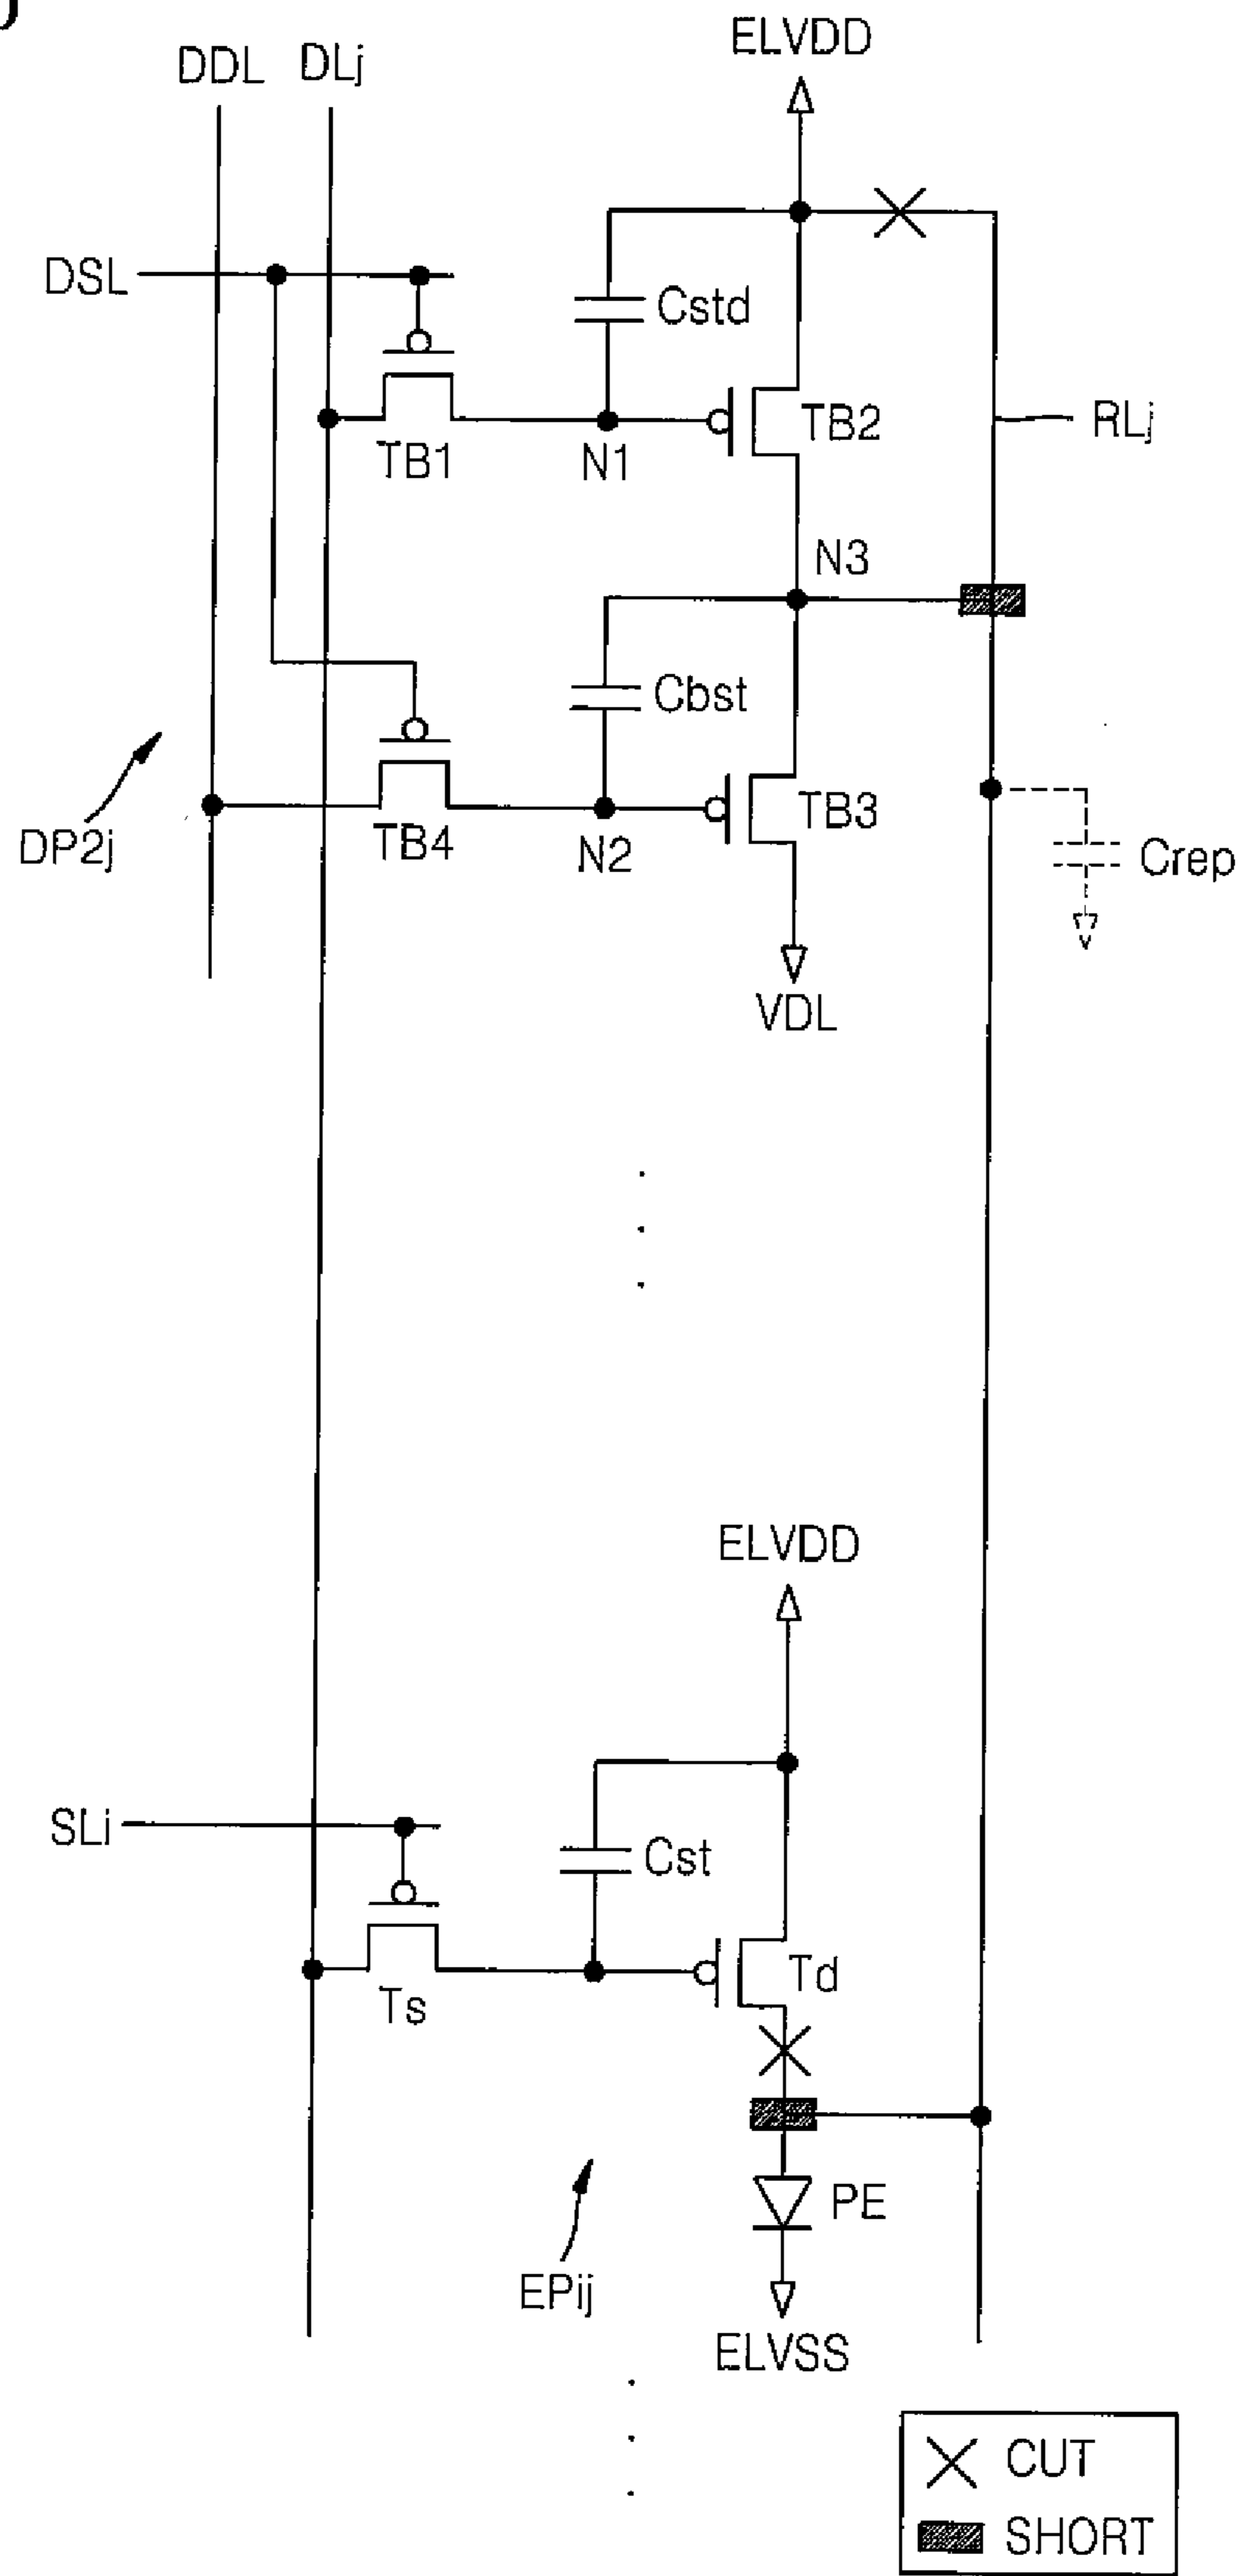 ELVDD
DDL DLj
DSL
Cstd
TB1
N1
TB2
RLj
N3
Cbst
DP2j
TB4
N2
TB3
Crep
VDL
ELVDD
SLi
Cst
Ts
Td
PE
EPij
ELVSS
CUT
SHORT